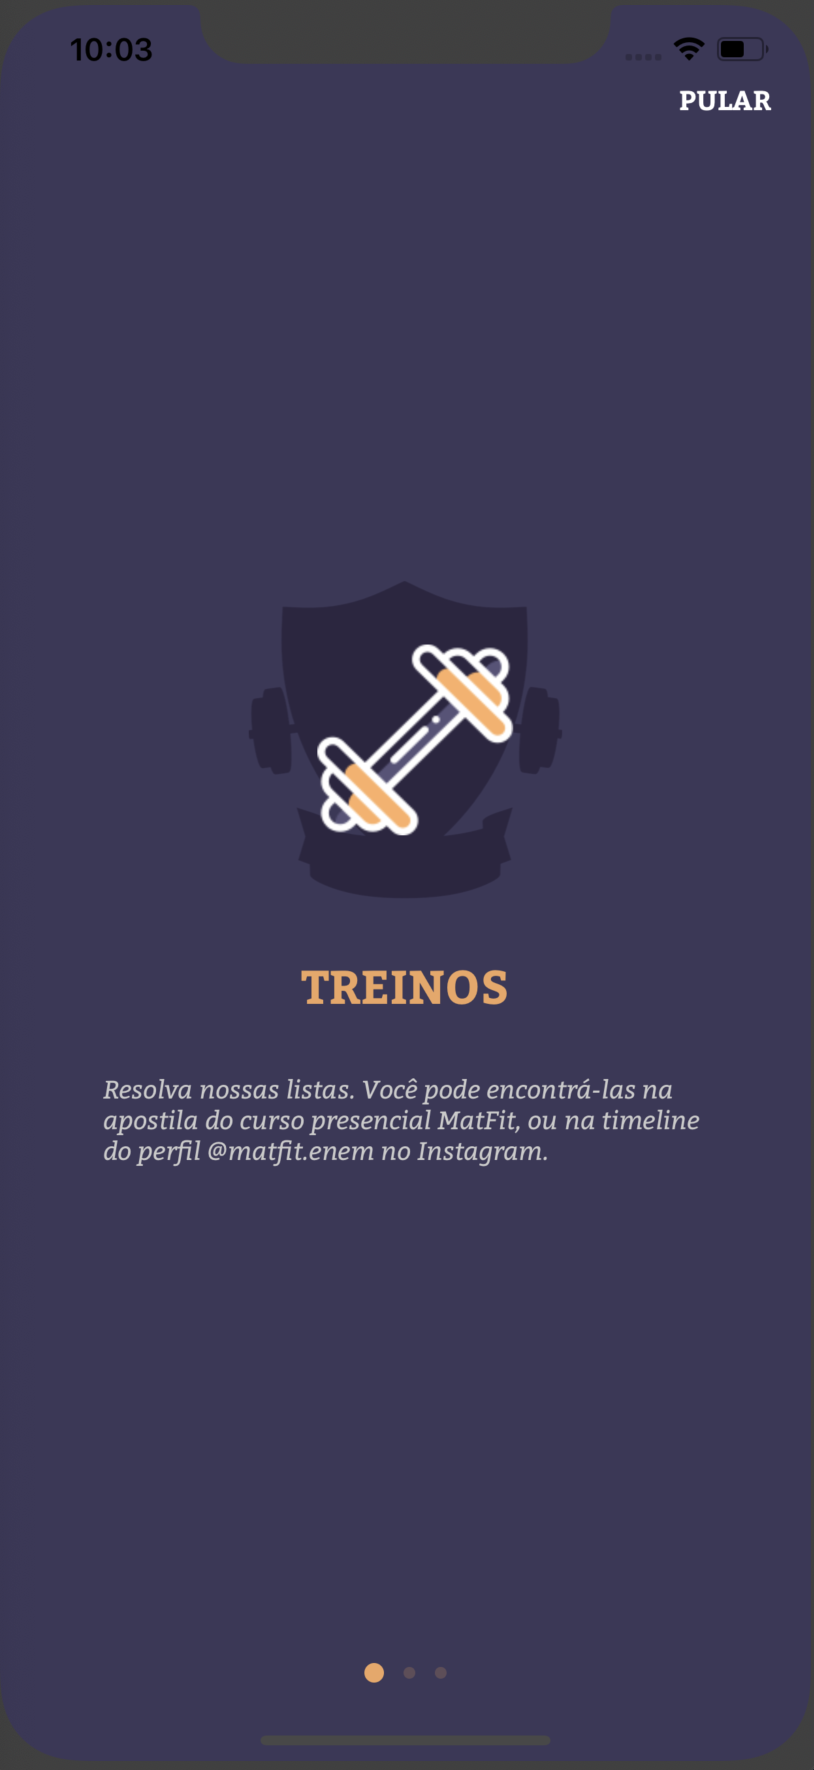 10:03
PULAR
TREINOS
Resolva nossas listas. Você pode encontrá-las na
apostila do curso presencial MatFit, ou na timeline
do perfil @matfit.enem no Instagram.